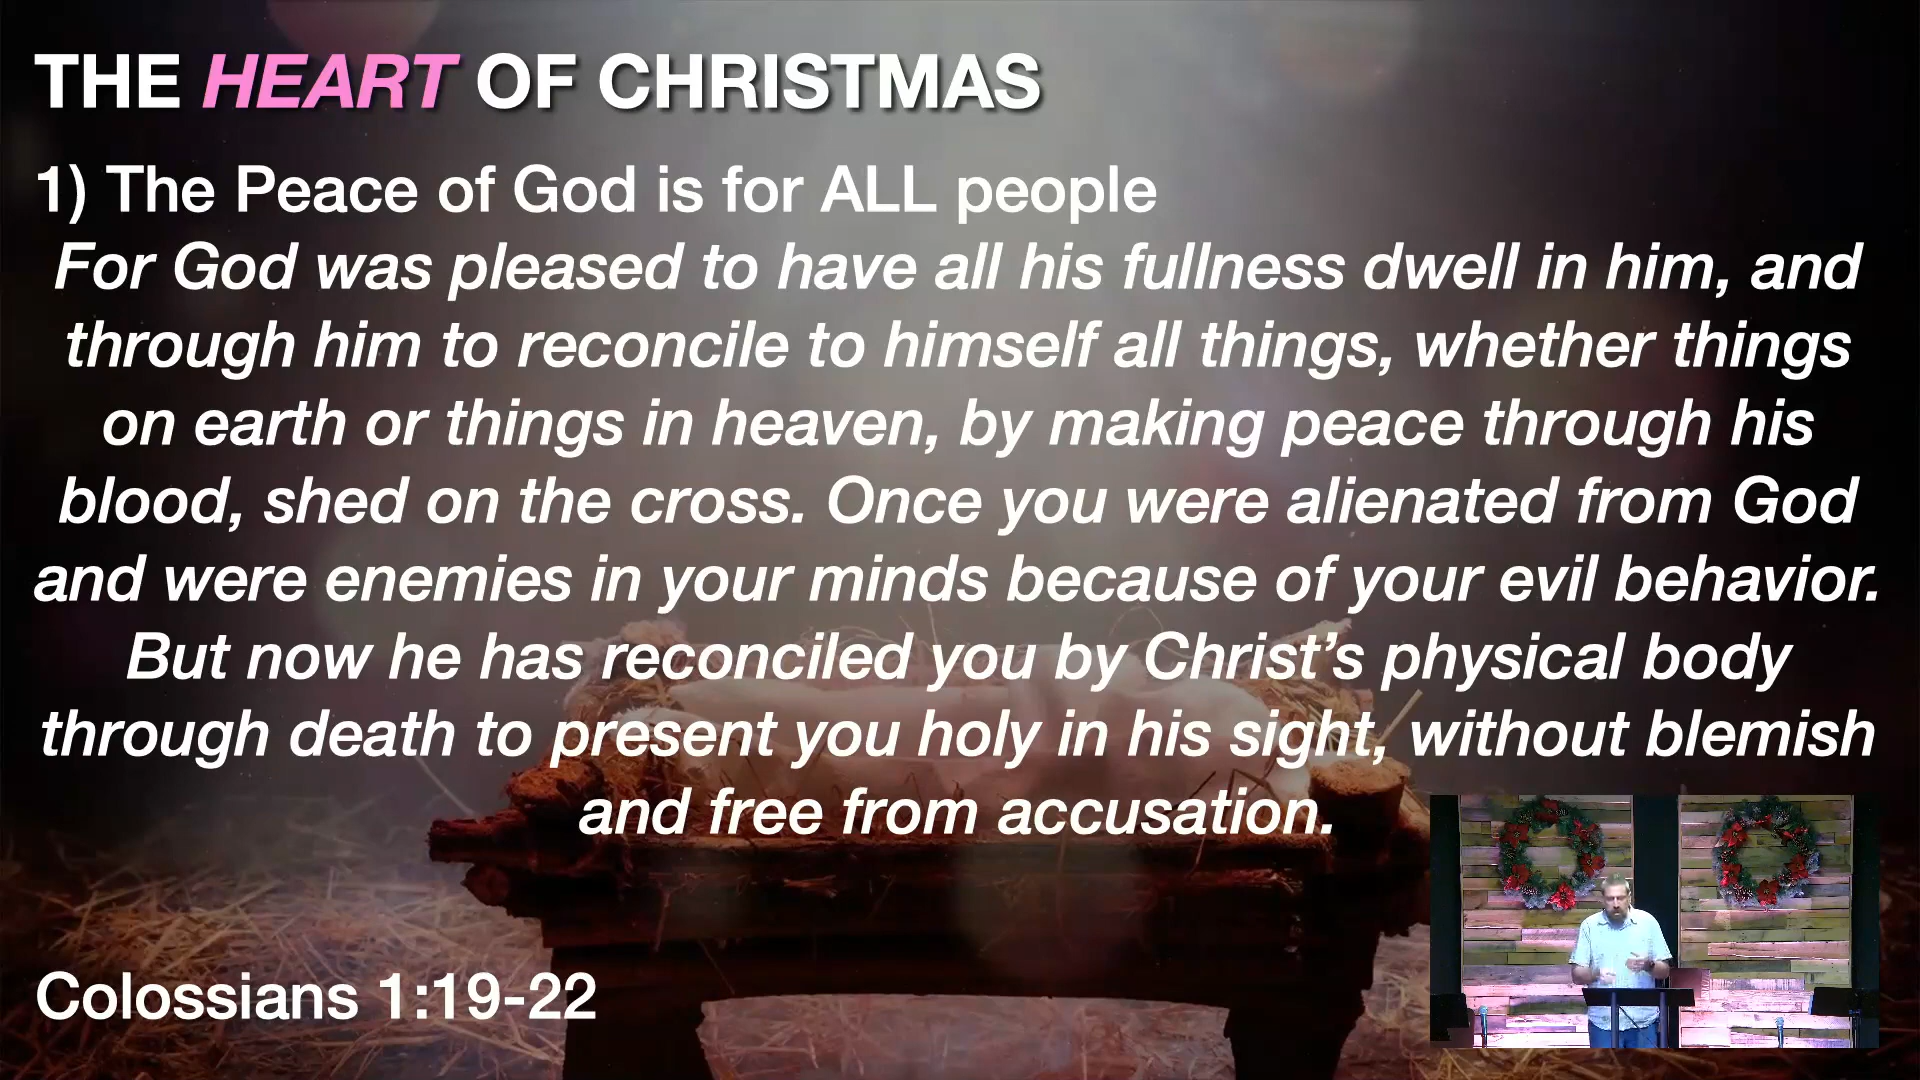 THE HEART OF CHRISTMAS
1) The Peace of God is for ALL people
For God was pleased to have all his fullness dwell in him, and
through him to reconcile to himself all things, whether things
on earth or things in heaven, by making peace through his
blood, shed on the cross. Once you were alienated from God
and were enemies in your minds because of your evil behavior.
But now he has reconciled you by Christ’s physical body
through death to present you holy in his sight, without blemish
and free from accusation.
Colossians 1:19-22